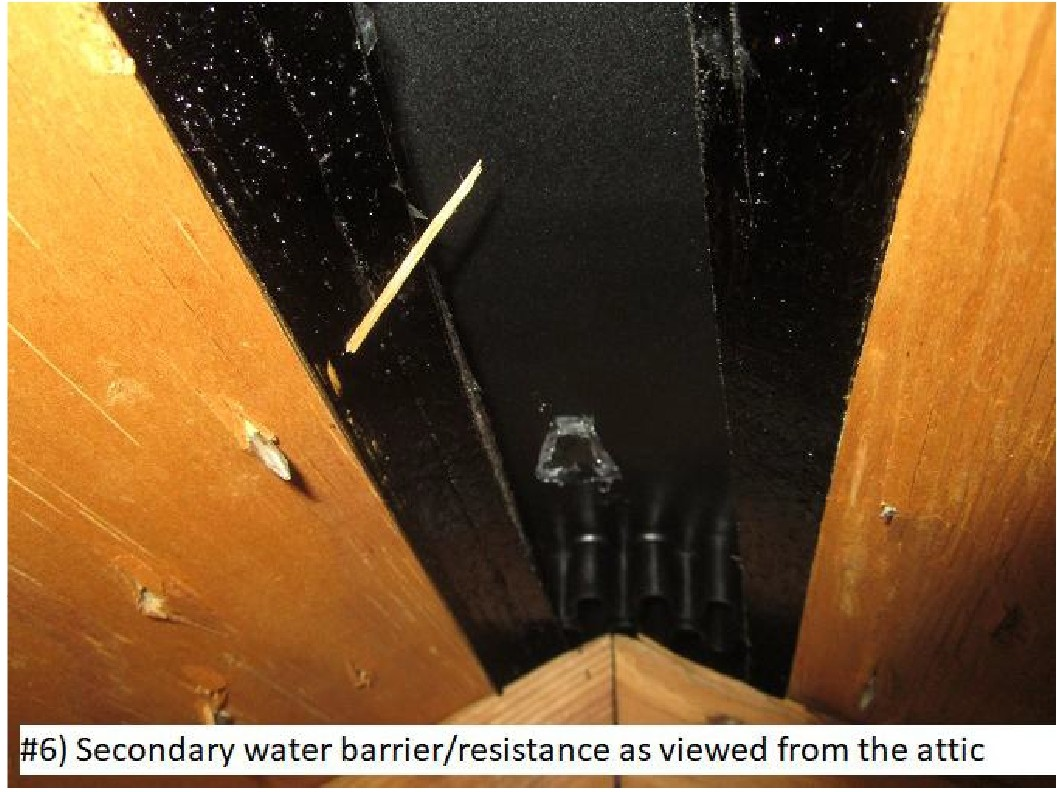 #6) Secondary water barrier/resistance as viewed from the attic